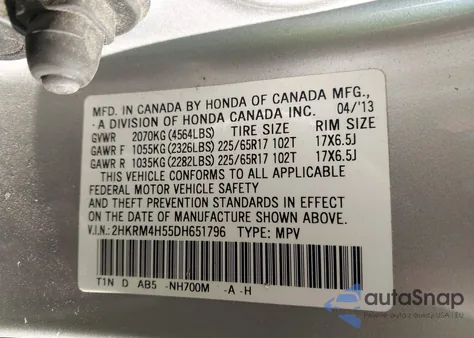 MFD. IN CANADA BY HONDA OF CANADA MFG.,
-A DIVISION OF HONDA CANADA INC. 04/'13
GVWR 2070KG (4564LBS) TIRE SIZE RIM SIZE
GAWR F 1055KG (2326LBS) 225/65R17 102T 17X6.5J
GAWR R 1035KG (2282LBS) 225/65R17 102T 17X6.5J
THIS VEHICLE CONFORMS TO ALL APPLICABLE
FEDERAL MOTOR VEHICLE SAFETY
AND THEFT PREVENTION STANDARDS IN EFFECT
ON THE DATE OF MANUFACTURE SHOWN ABOVE.
V.I.N.:2HKRM4H55DH651796 TYPE: MPV
T1N D AB5 -NH700M -A -H
autoSnap